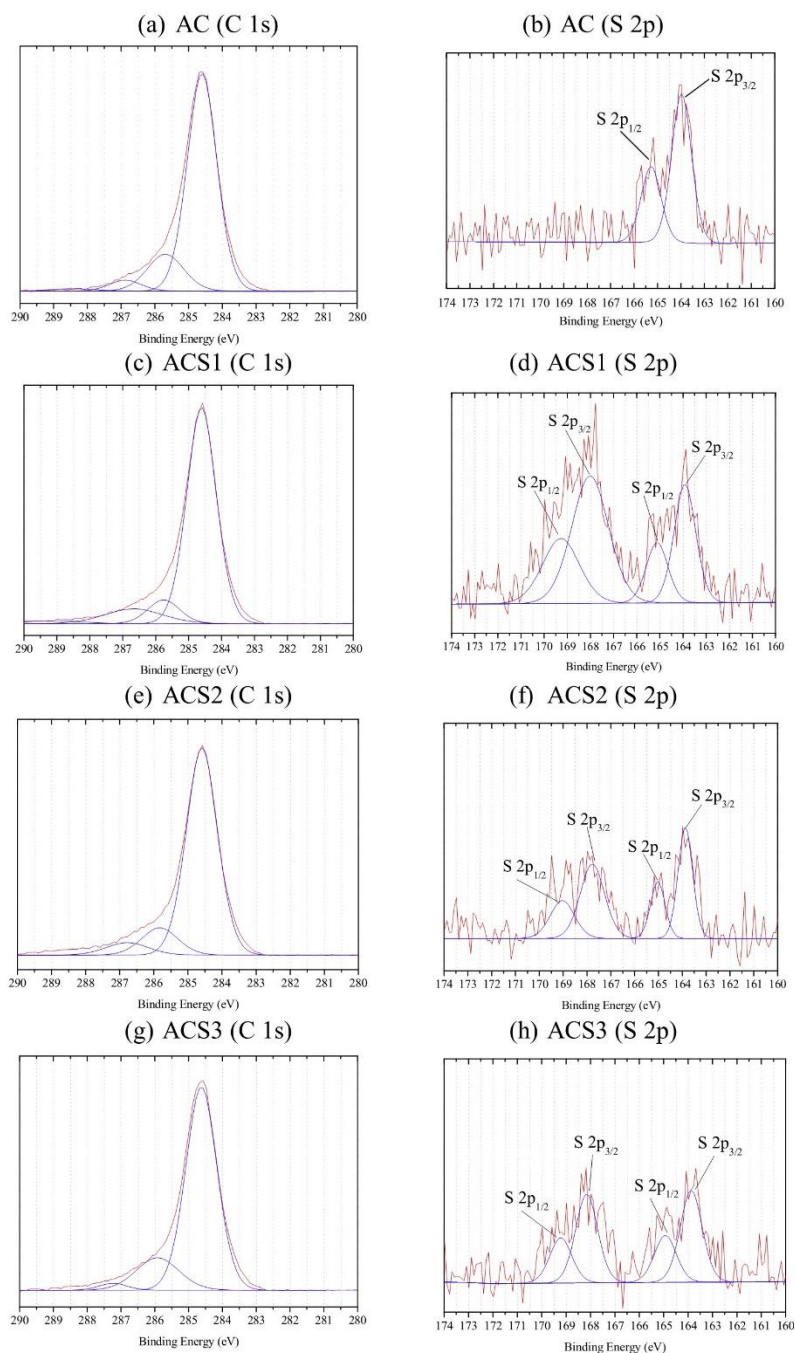 (a) AC (C 1s)
290 289 288 287 286 285 284 283 282 281 280
Binding Energy (eV)
(b) AC (S 2p)
S 2p3/2
S 2p1/2
174 173 172 171 170 169 168 167 166 165 164 163 162 161 160
Binding Energy (eV)
(c) ACS1 (C 1s)
290 289 288 287 286 285 284 283 282 281 280
Binding Energy (eV)
(d) ACS1 (S 2p)
S 2p3/2
S 2p3/2
S 2p1/2
S 2p1/2
174 173 172 171 170 169 168 167 166 165 164 163 162 161 160
Binding Energy (eV)
(e) ACS2 (C 1s)
290 289 288 287 286 285 284 283 282 281 280
Binding Energy (eV)
(f) ACS2 (S 2p)
S 2p3/2
S 2p3/2
S 2p1/2
S 2p1/2
174 173 172 171 170 169 168 167 166 165 164 163 162 161 160
Binding Energy (eV)
(g) ACS3 (C 1s)
290 289 288 287 286 285 284 283 282 281 280
Binding Energy (eV)
(h) ACS3 (S 2p)
S 2p3/2
S 2p3/2
S 2p1/2
S 2p1/2
174 173 172 171 170 169 168 167 166 165 164 163 162 161 160
Binding Energy (eV)